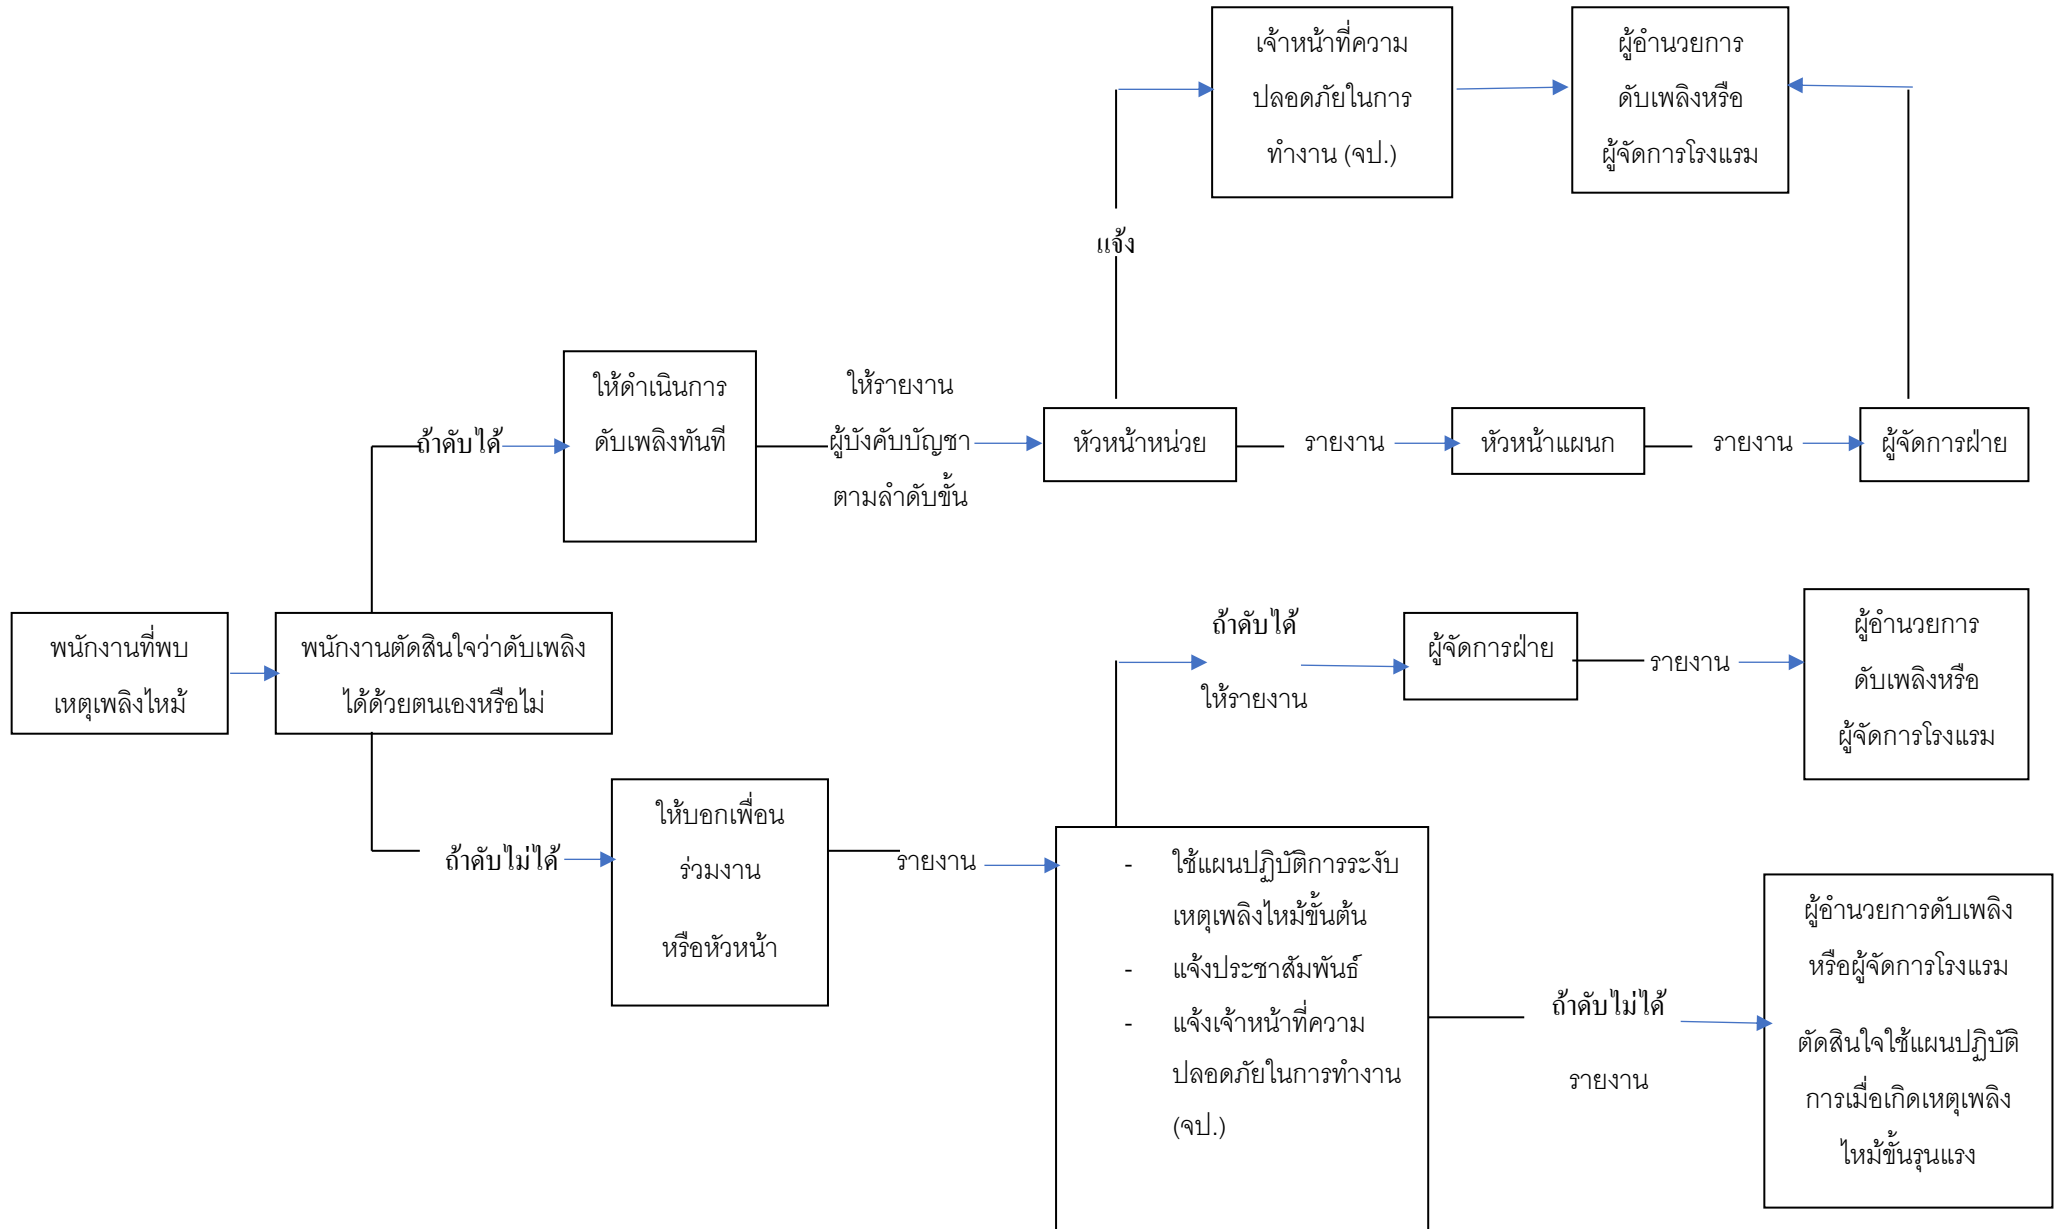 เจ้าหน้าที่ความ
ปลอดภัยในการ
ทำงาน (จป.)
ผู้อำนวยการ
ดับเพลิงหรือ
ผู้จัดการโรงแรม
แจ้ง
ถ้าดับได้
ให้ดำเนินการ
ดับเพลิงทันที
ให้รายงาน
ผู้บังคับบัญชา
ตามลำดับขั้น
หัวหน้าหน่วย
รายงาน
หัวหน้าแผนก
รายงาน
ผู้จัดการฝ่าย
พนักงานที่พบ
เหตุเพลิงไหม้
พนักงานตัดสินใจว่าดับเพลิง
ได้ด้วยตนเองหรือไม่
ถ้าดับได้
ให้รายงาน
ผู้จัดการฝ่าย
รายงาน
ผู้อำนวยการ
ดับเพลิงหรือ
ผู้จัดการโรงแรม
ถ้าดับไม่ได้
ให้บอกเพื่อน
ร่วมงาน
หรือหัวหน้า
รายงาน
- ใช้แผนปฏิบัติการระงับ
เหตุเพลิงไหม้ขั้นต้น
- แจ้งประชาสัมพันธ์
- แจ้งเจ้าหน้าที่ความ
ปลอดภัยในการทำงาน
(จป.)
ถ้าดับไม่ได้
รายงาน
ผู้อำนวยการดับเพลิง
หรือผู้จัดการโรงแรม
ตัดสินใจใช้แผนปฏิบัติ
การเมื่อเกิดเหตุเพลิง
ไหม้ขั้นรุนแรง